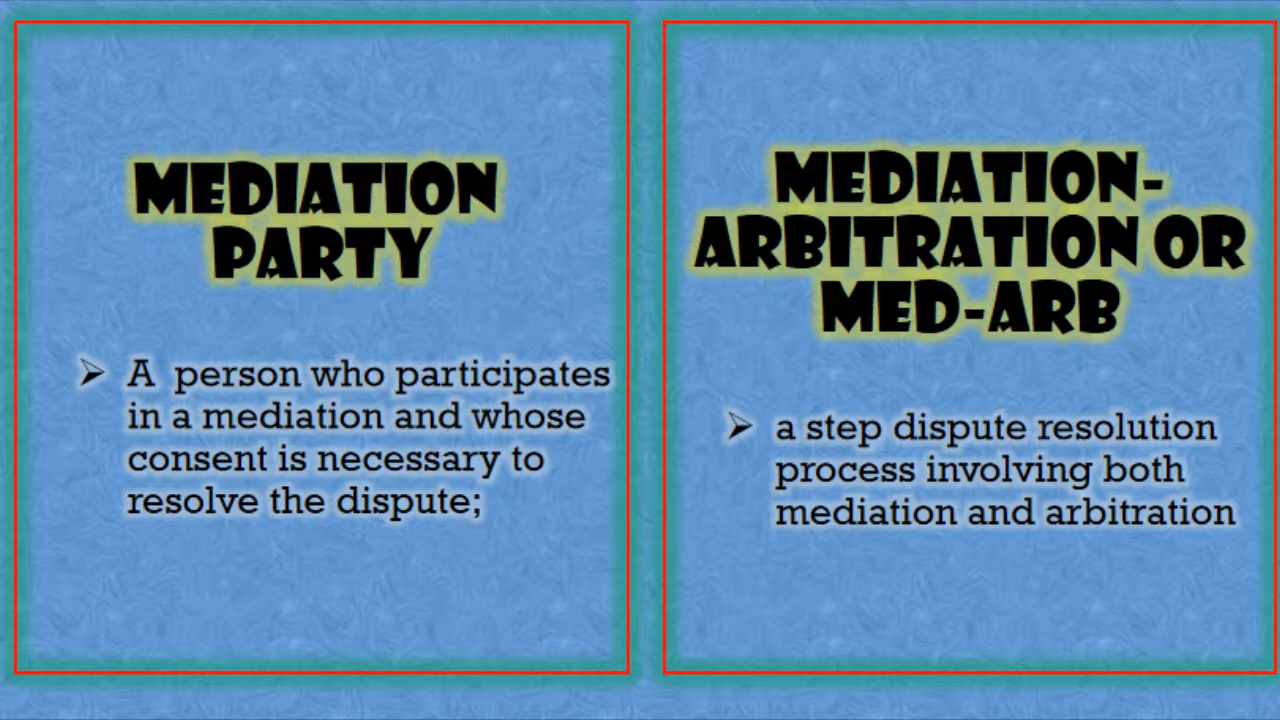 MEDIATION
PARTY
➢ A person who participates
in a mediation and whose
consent is necessary to
resolve the dispute;
MEDIATION-
ARBITRATION OR
MED-ARB
➢ a step dispute resolution
process involving both
mediation and arbitration